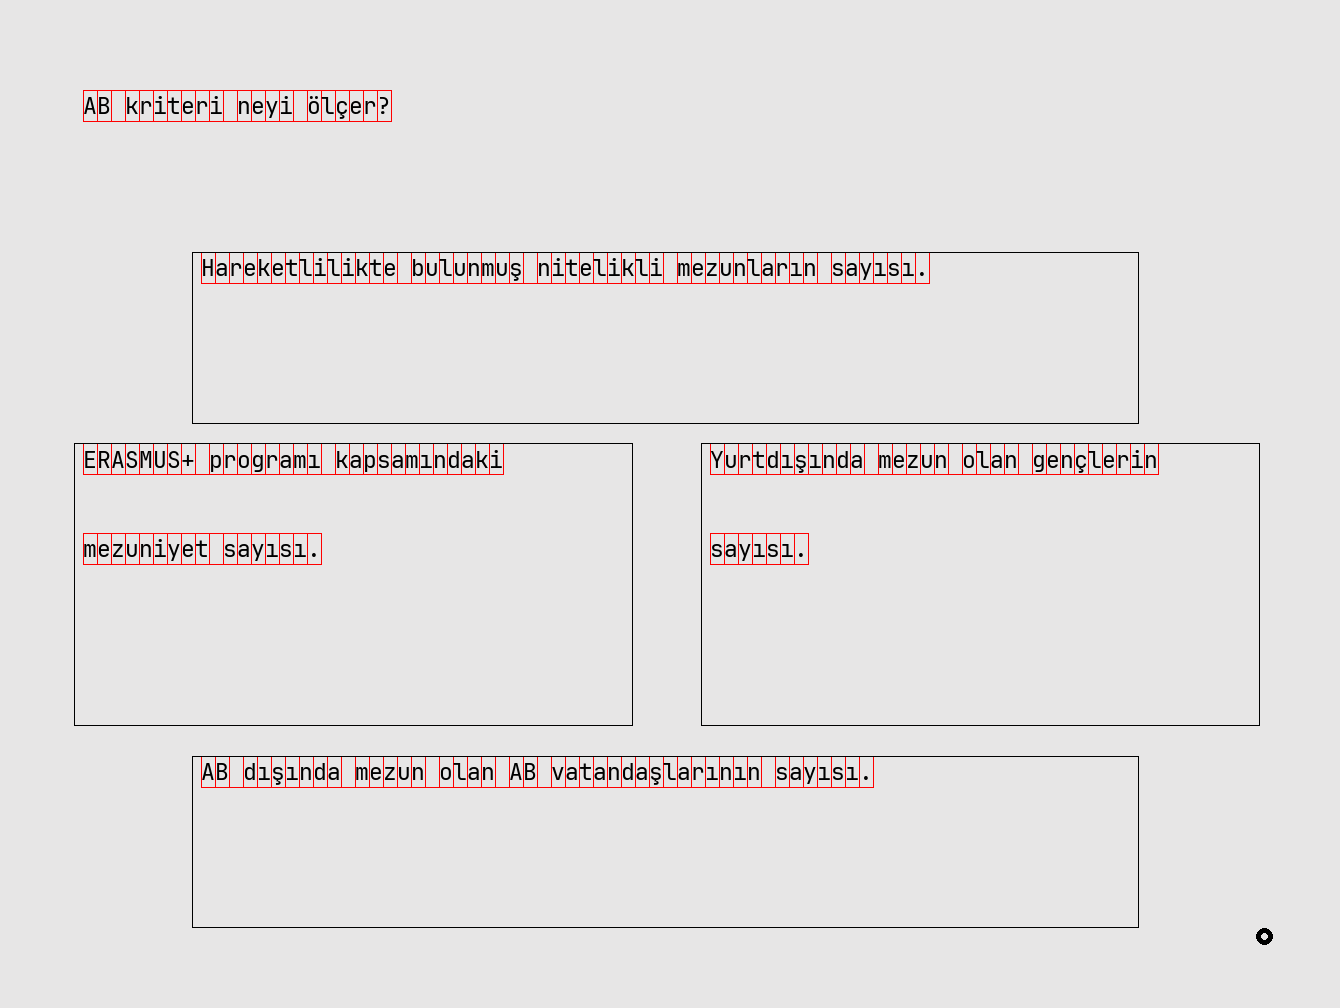 AB kriteri neyi ölçer?
Hareketlilikte bulunmuş nitelikli mezunların sayısı.
ERASMUS+ programı kapsamındaki
mezuniyet sayısı.
Yurtdışında mezun olan gençlerin
sayısı.
AB dışında mezun olan AB vatandaşlarının sayısı.